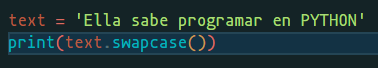 text = 'Ella sabe programar en PYTHON'
print(text.swapcase())